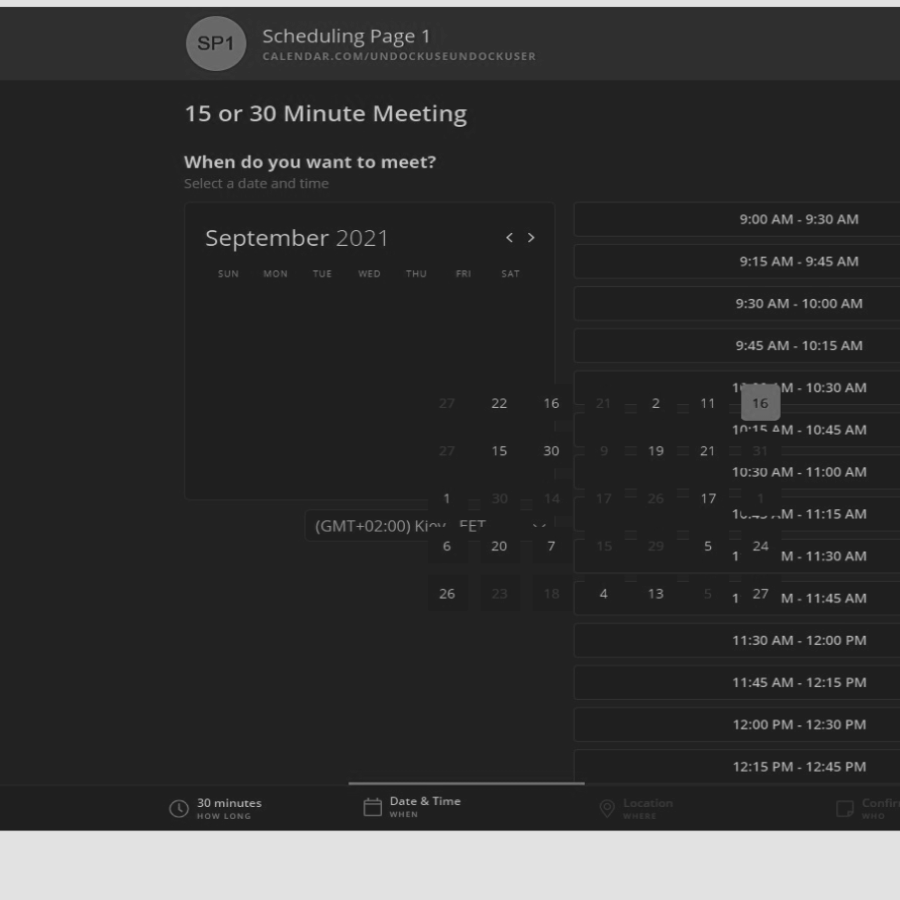 SP1
Scheduling Page 1
CALENDAR.COM/UNDOCKUSEUNDOCKUSER
15 or 30 Minute Meeting
When do you want to meet?
Select a date and time
September 2021 < >
SUN MON TUE WED THU FRI SAT
27 22 16 21 2 11 16
27 15 30 9 19 21 31
1 30 14 17 26 17 1
6 20 7 15 29 5 24
26 23 18 4 13 5 27
(GMT+02:00) EET
9:00 AM - 9:30 AM
9:15 AM - 9:45 AM
9:30 AM - 10:00 AM
9:45 AM - 10:15 AM
- 10:30 AM
10:15 AM - 10:45 AM
10:30 AM - 11:00 AM
- 11:15 AM
- 11:30 AM
- 11:45 AM
11:30 AM - 12:00 PM
11:45 AM - 12:15 PM
12:00 PM - 12:30 PM
12:15 PM - 12:45 PM
30 minutes
HOW LONG
Date & Time
WHEN
Location
WHERE
WHO